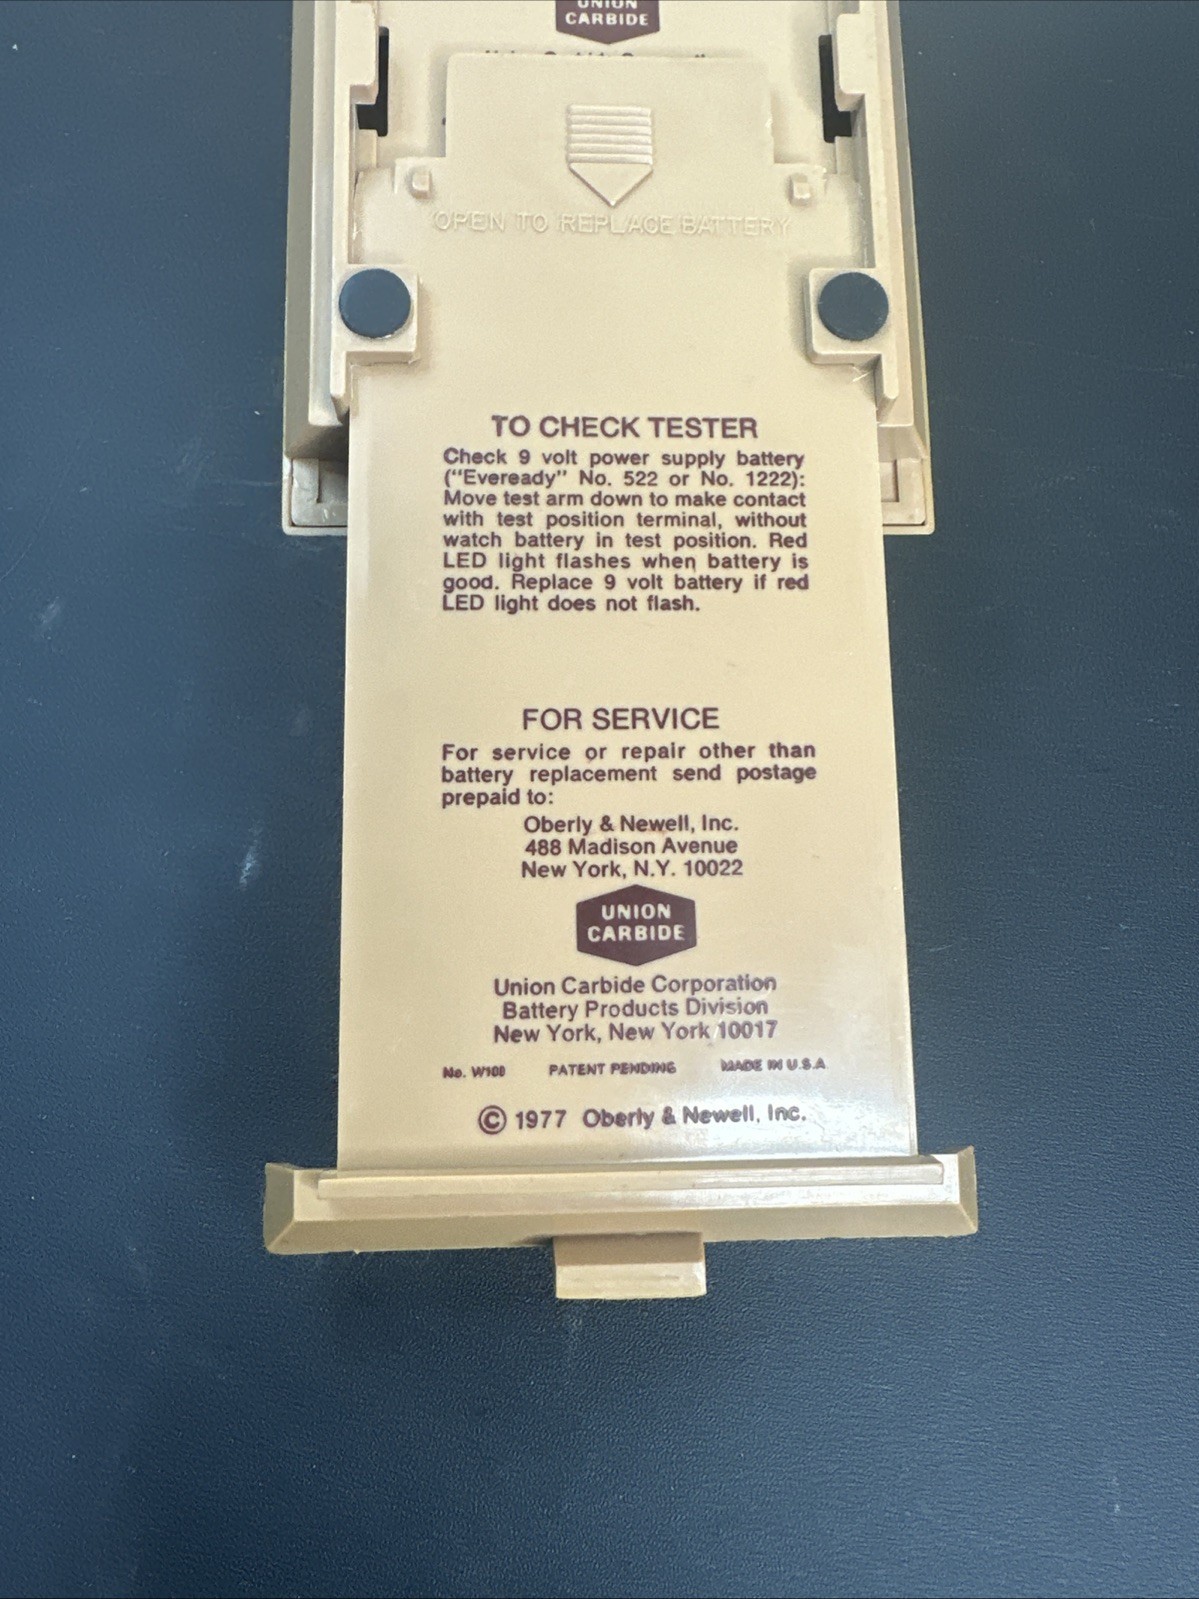 UNION
CARBIDE
OPEN TO REPLACE BATTERY
TO CHECK TESTER
Check 9 volt power supply battery
("Eveready" No. 522 or No. 1222):
Move test arm down to make contact
with test position terminal, without
watch battery in test position. Red
LED light flashes when battery is
good. Replace 9 volt battery if red
LED light does not flash.
FOR SERVICE
For service or repair other than
battery replacement send postage
prepaid to:
Oberly & Newell, Inc.
488 Madison Avenue
New York, N.Y. 10022
UNION
CARBIDE
Union Carbide Corporation
Battery Products Division
New York, New York 10017
No. W100 PATENT PENDING MADE IN U.S.A
© 1977 Oberly & Newell, Inc.